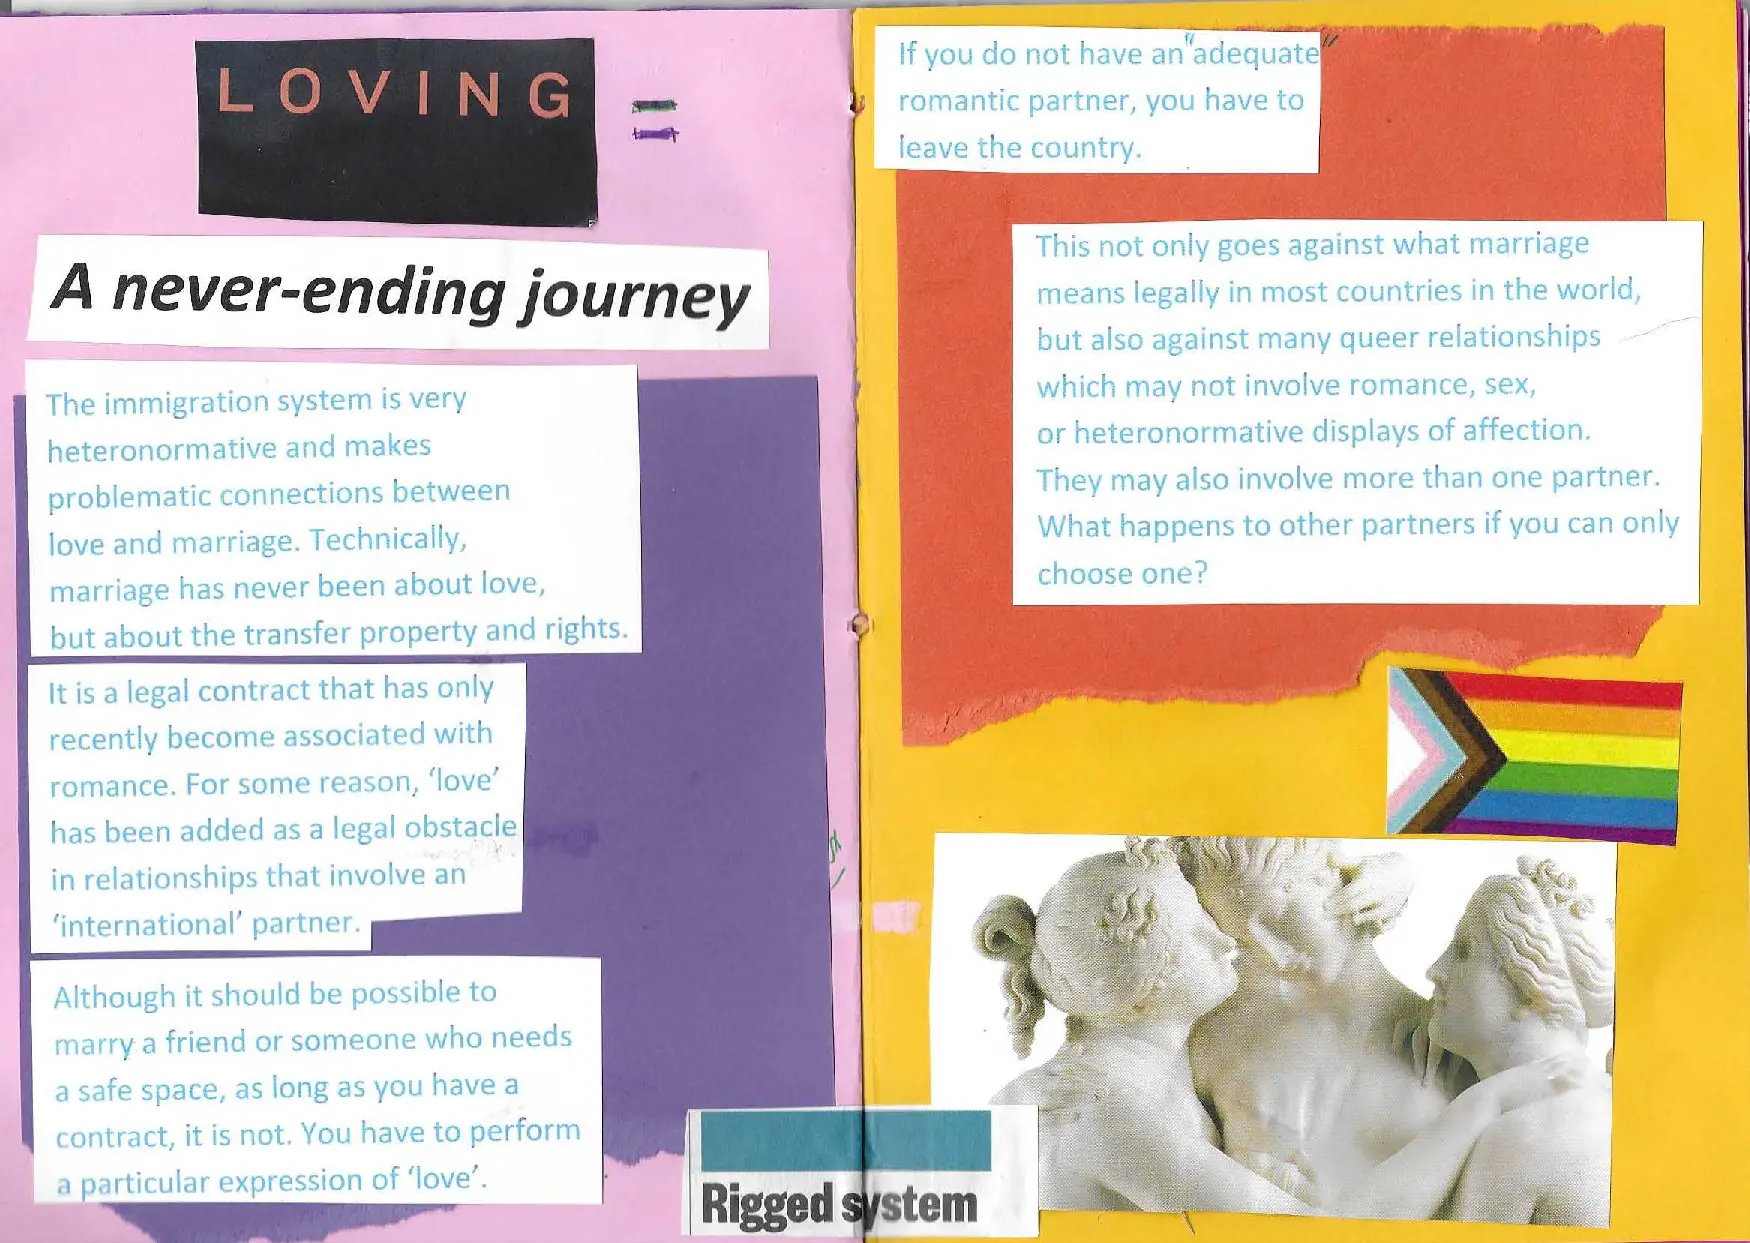 LOVING =
A never-ending journey
The immigration system is very
heteronormative and makes
problematic connections between
love and marriage. Technically,
marriage has never been about love,
but about the transfer property and rights.
It is a legal contract that has only
recently become associated with
romance. For some reason, ‘love’
has been added as a legal obstacle
in relationships that involve an
‘international’ partner.
Although it should be possible to
marry a friend or someone who needs
a safe space, as long as you have a
contract, it is not. You have to perform
a particular expression of ‘love’.
Rigged system
If you do not have an "adequate"
romantic partner, you have to
leave the country.
This not only goes against what marriage
means legally in most countries in the world,
but also against many queer relationships
which may not involve romance, sex,
or heteronormative displays of affection.
They may also involve more than one partner.
What happens to other partners if you can only
choose one?